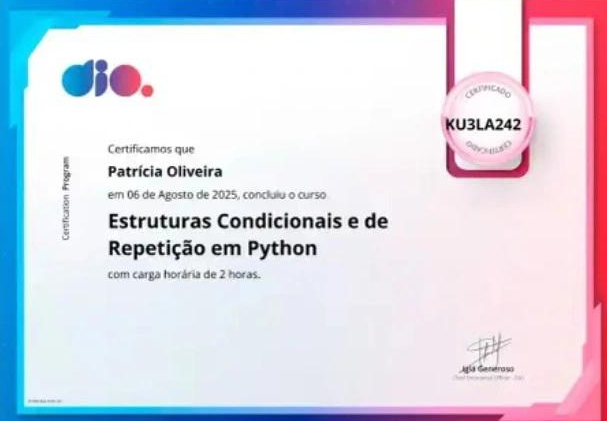 dio.
CERTIFICADO
KU3LA242
CERTIFICADO
Certification Program
Certificamos que
Patrícia Oliveira
em 06 de Agosto de 2025, concluiu o curso
Estruturas Condicionais e de
Repetição em Python
com carga horária de 2 horas.
Iglá Generoso